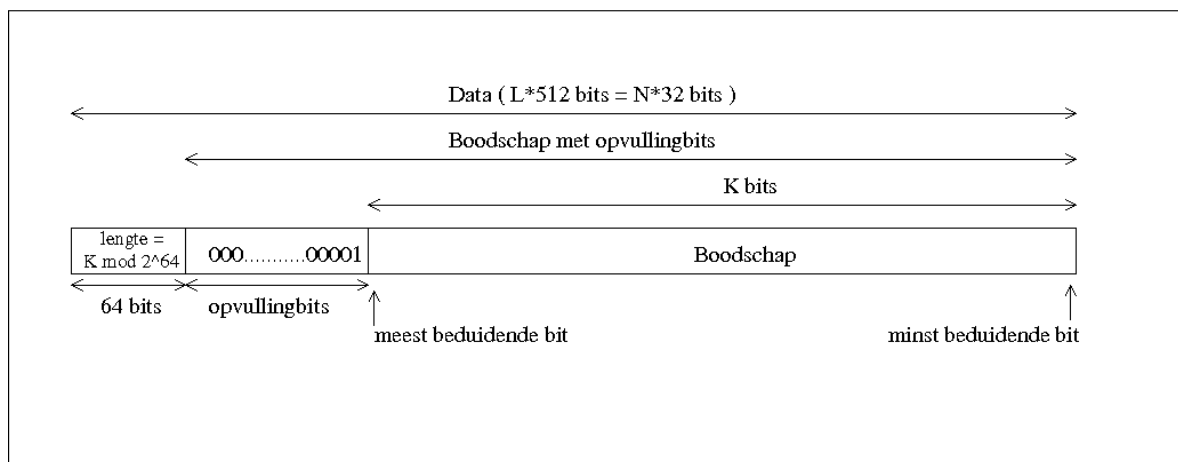 Data ( L*512 bits = N*32 bits )
Boodschap met opvullingbits
K bits
lengte =
K mod 2^64
000...........00001
Boodschap
64 bits
opvullingbits
meest beduidende bit
minst beduidende bit